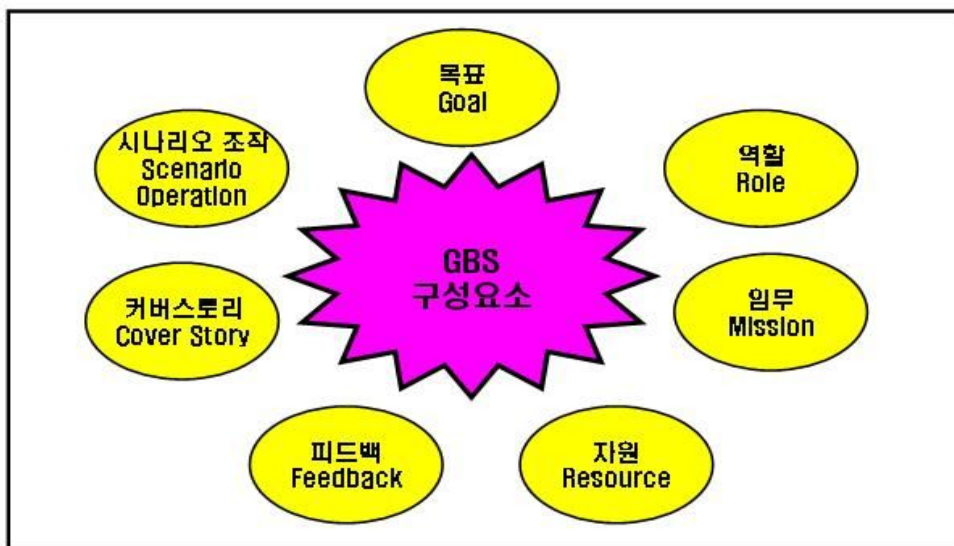 목표
Goal
시나리오 조작
Scenario
Operation
역할
Role
GBS
구성요소
커버스토리
Cover Story
임무
Mission
피드백
Feedback
자원
Resource